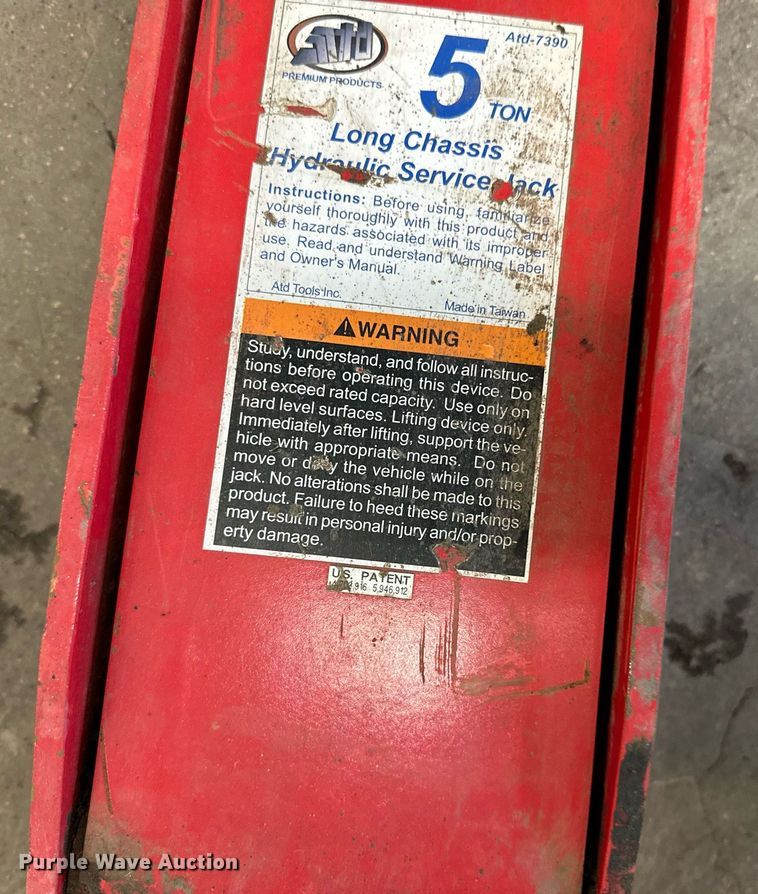 ATD
Atd-7390
PREMIUM PRODUCTS
5 TON
Long Chassis
Hydraulic Service Jack
Instructions: Before using, familiarize
yourself thoroughly with this product and
the hazards associated with its improper
use. Read and understand Warning Label
and Owner's Manual.
Atd Tools Inc.
Made in Taiwan
WARNING
Study, understand, and follow all instruc-
tions before operating this device. Do
not exceed rated capacity. Use only on
hard level surfaces. Lifting device only.
Immediately after lifting, support the ve-
hicle with appropriate means. Do not
move or dolly the vehicle while on the
jack. No alterations shall be made to this
product. Failure to heed these markings
may result in personal injury and/or prop-
erty damage.
U.S. PATENT
5,946,912
Purple Wave Auction